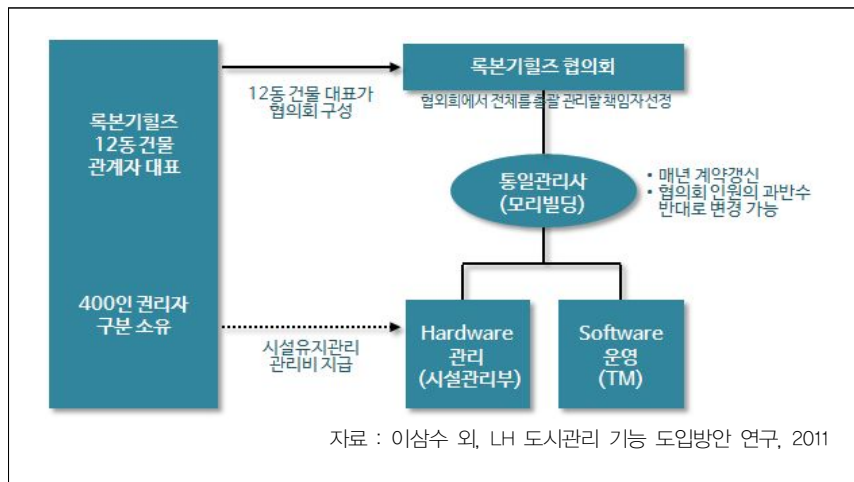 록본기힐즈
12동 건물
관계자 대표
400인 권리자
구분 소유
12동 건물 대표가
협의회 구성
시설유지관리
관리비 지급
록본기힐즈 협의회
협외회에서 전체를 총괄 관리할 책임자 선정
통일관리사
(모리빌딩)
• 매년 계약갱신
• 협의회 인원의 과반수
반대로 변경 가능
Hardware
관리
(시설관리부)
Software
운영
(TM)
자료 : 이삼수 외, LH 도시관리 기능 도입방안 연구, 2011